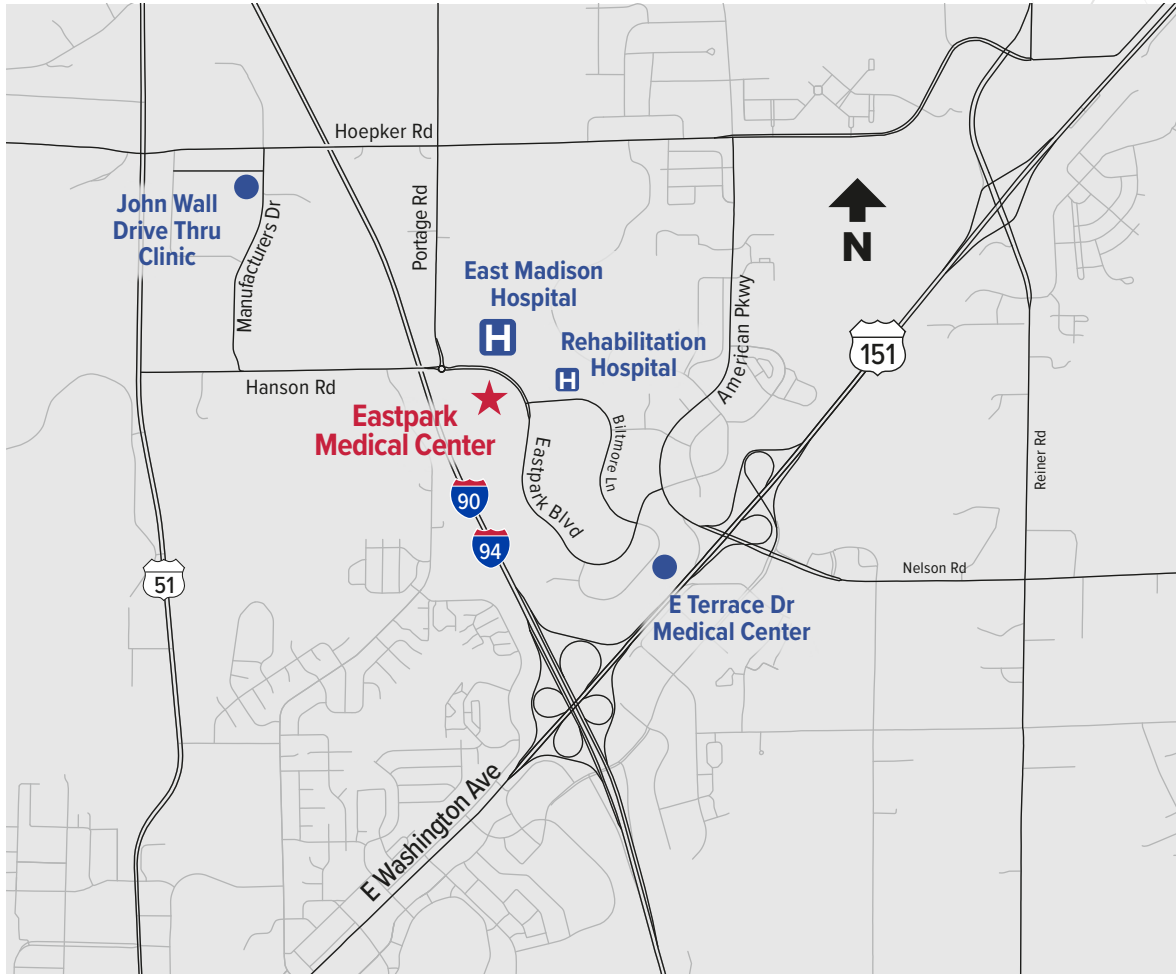 Hoepker Rd
John Wall
Drive Thru
Clinic
Manufacturers Dr
Portage Rd
N
East Madison
Hospital
H
Rehabilitation
Hospital
H
American Pkwy
151
Hanson Rd
Eastpark
Medical Center
Eastpark Blvd
Biltmore Ln
Reiner Rd
90
94
51
Nelson Rd
E Terrace Dr
Medical Center
E Washington Ave